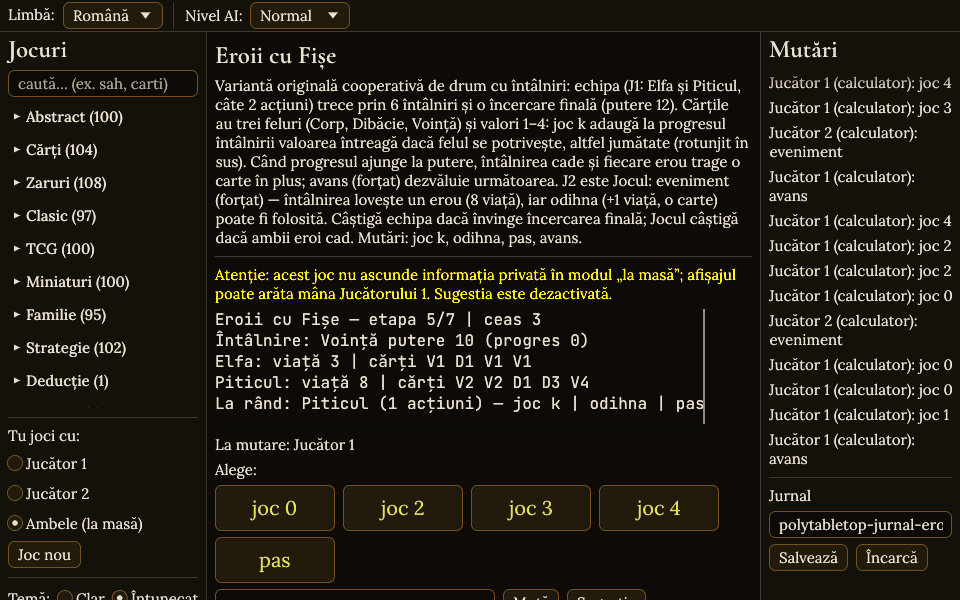 Limbă: Română ▼ Nivel AI: Normal ▼
Jocuri
caută... (ex. sah, carti)
▸ Abstract (100)
▸ Cărți (104)
▸ Zaruri (108)
▸ Clasic (97)
▸ TCG (100)
▸ Miniaturi (100)
▸ Familie (95)
▸ Strategie (102)
▸ Deducție (1)
Tu joci cu:
Jucător 1
Jucător 2
Ambele (la masă)
Joc nou
Temă: Clar Întunecat
Eroii cu Fișe
Variantă originală cooperativă de drum cu întâlniri: echipa (J1: Elfa și Piticul,
câte 2 acțiuni) trece prin 6 întâlniri și o încercare finală (putere 12). Cărțile
au trei feluri (Corp, Dibăcie, Voință) și valori 1–4: joc k adaugă la progresul
întâlnirii valoarea întreagă dacă felul se potrivește, altfel jumătate (rotunjit în
sus). Când progresul ajunge la putere, întâlnirea cade și fiecare erou trage o
carte în plus; avans (forțat) dezvăluie următoarea. J2 este Jocul: eveniment
(forțat) — întâlnirea lovește un erou (8 viață), iar odihna (+1 viață, o carte)
poate fi folosită. Câștigă echipa dacă învinge încercarea finală; Jocul câștigă
dacă ambii eroi cad. Mutări: joc k, odihna, pas, avans.
Atenție: acest joc nu ascunde informația privată în modul „la masă”; afișajul
poate arăta mâna Jucătorului 1. Sugestia este dezactivată.
Eroii cu Fișe — etapa 5/7 | ceas 3
Întâlnire: Voință putere 10 (progres 0)
Elfa: viață 3 | cărți V1 D1 V1 V1
Piticul: viață 8 | cărți V2 V2 D1 D3 V4
La rând: Piticul (1 acțiuni) — joc k | odihna | pas
La mutare: Jucător 1
Alege:
joc 0 joc 2 joc 3 joc 4
pas
Mutări
Jucător 1 (calculator): joc 4
Jucător 1 (calculator): joc 3
Jucător 2 (calculator):
eveniment
Jucător 1 (calculator):
avans
Jucător 1 (calculator): joc 4
Jucător 1 (calculator): joc 2
Jucător 1 (calculator): joc 2
Jucător 1 (calculator): joc 0
Jucător 2 (calculator):
eveniment
Jucător 1 (calculator): joc 0
Jucător 1 (calculator): joc 0
Jucător 1 (calculator): joc 1
Jucător 1 (calculator):
avans
Jurnal
polytabletop-jurnal-ero
Salvează Încarcă